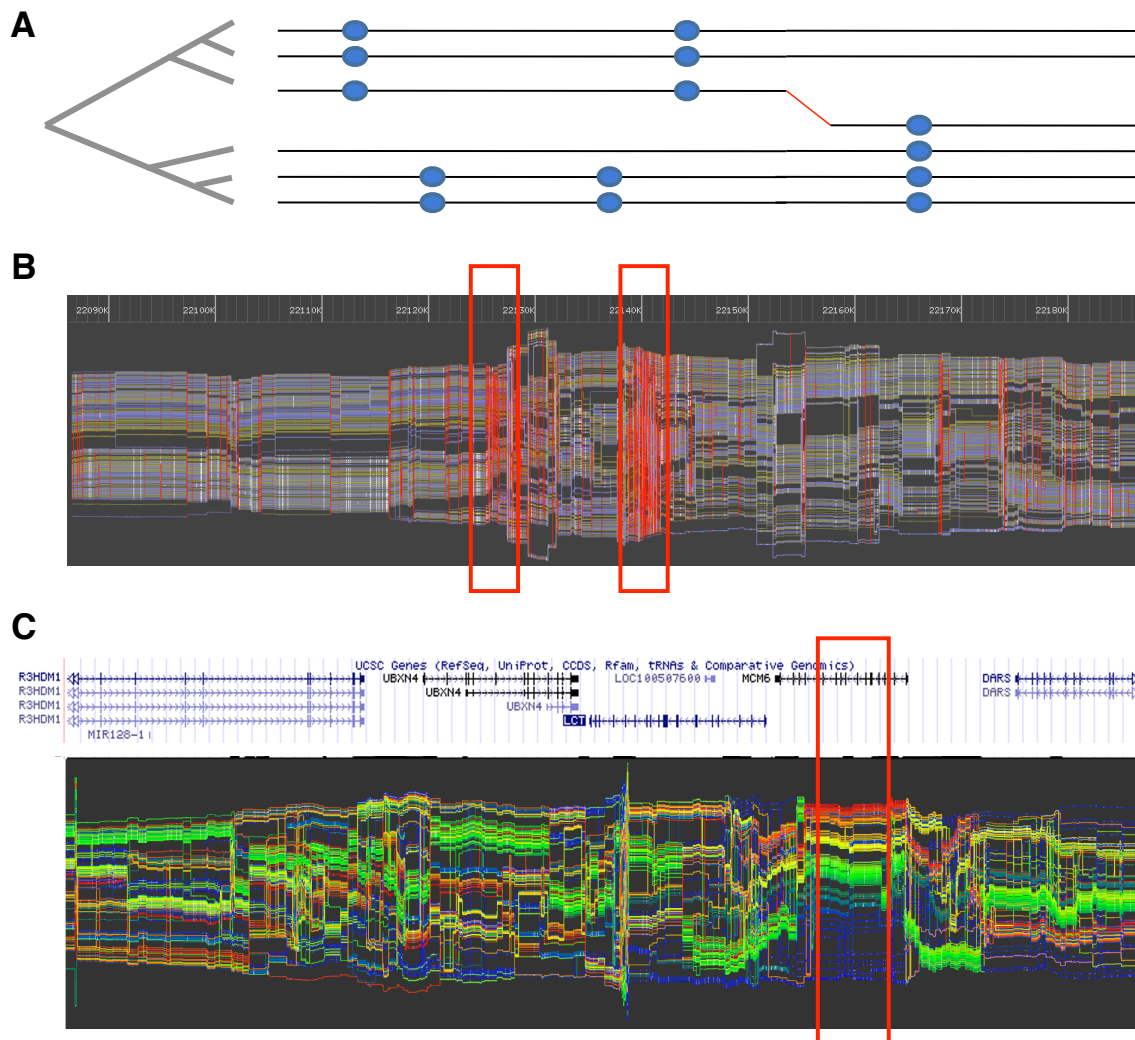 A
B
22090K 22100K 22110K 22120K 22130K 22140K 22150K 22160K 22170K 22180K
C
UCSC Genes (RefSeq, UniProt, CCDS, Rfam, tRNAs & Comparative Genomics)
R3HDM1 UBXN4 LOC100507600 MCM6 DARS
R3HDM1 UBXN4 DARS
R3HDM1 UBXN4
R3HDM1 LCT
MIR128-1